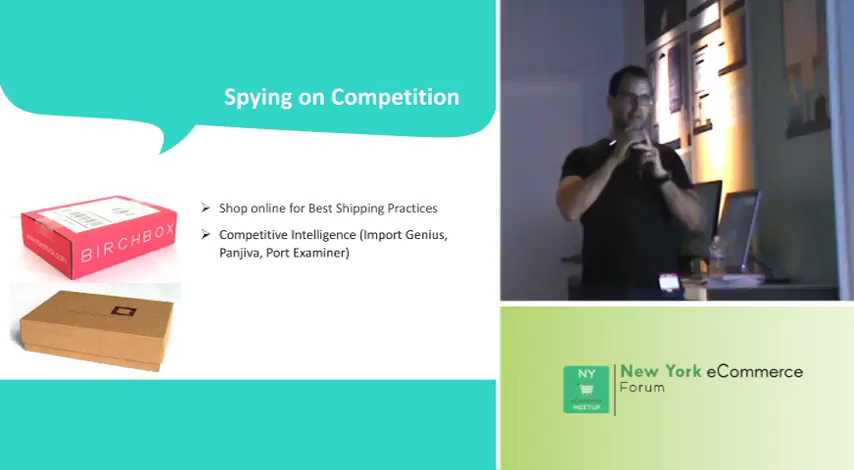 Spying on Competition
Shop online for Best Shipping Practices
Competitive Intelligence (Import Genius,
Panjiva, Port Examiner)
BIRCHBOX
NY
eCommerce
MEETUP
New York eCommerce
Forum